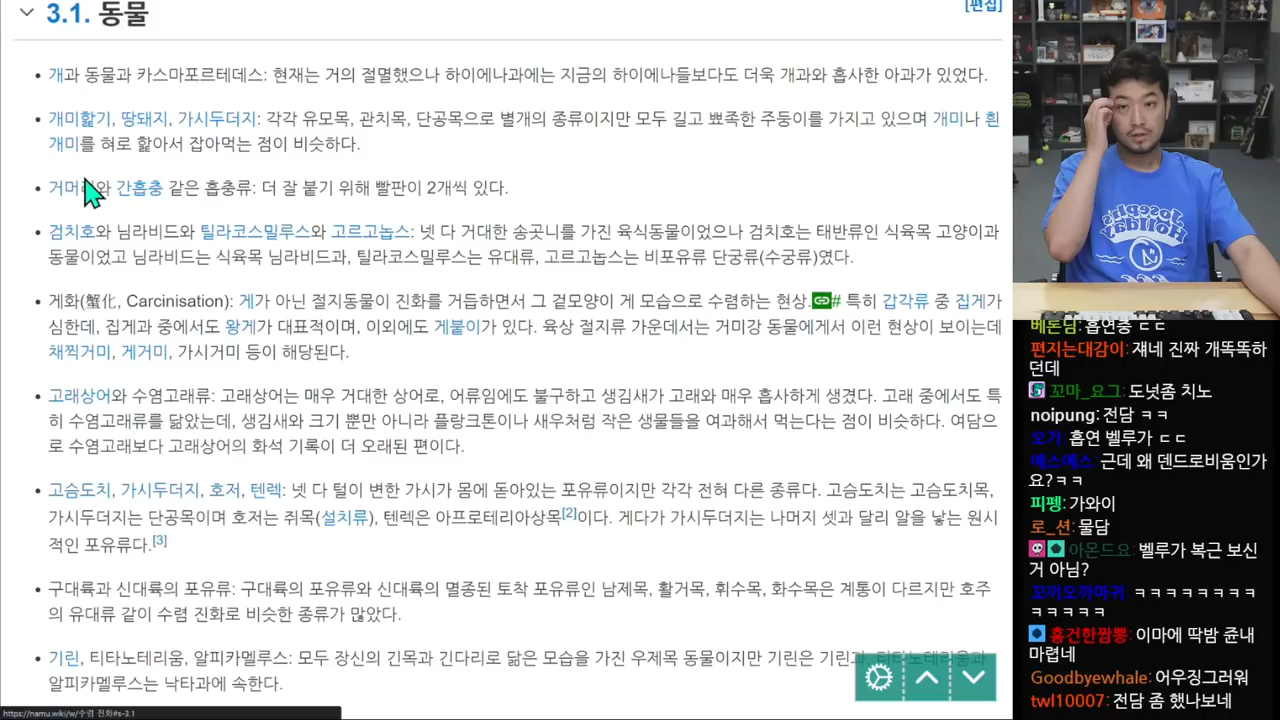 3.1. 동물
[편집]
개과 동물과 카스마포르테데스: 현재는 거의 절멸했으나 하이에나과에는 지금의 하이에나들보다도 더욱 개과와 흡사한 아과가 있었다.
개미핥기, 땅돼지, 가시두더지: 각각 유모목, 관치목, 단공목으로 별개의 종류이지만 모두 길고 뾰족한 주둥이를 가지고 있으며 개미나 흰
개미를 혀로 핥아서 잡아먹는 점이 비슷하다.
거머리와 간흡충 같은 흡충류: 더 잘 붙기 위해 빨판이 2개씩 있다.
검치호와 님라비드와 틸라코스밀루스와 고르고놉스: 넷 다 거대한 송곳니를 가진 육식동물이었으나 검치호는 태반류인 식육목 고양이과
동물이었고 님라비드는 식육목 님라비드과, 틸라코스밀루스는 유대류, 고르고놉스는 비포유류 단궁류(수궁류)였다.
게화(蟹化, Carcinisation): 게가 아닌 절지동물이 진화를 거듭하면서 그 겉모양이 게 모습으로 수렴하는 현상.# 특히 갑각류 중 집게가
심한데, 집게과 중에서도 왕게가 대표적이며, 이외에도 게붙이가 있다. 육상 절지류 가운데서는 거미강 동물에게서 이런 현상이 보이는데
채찍거미, 게거미, 가시거미 등이 해당된다.
고래상어와 수염고래류: 고래상어는 매우 거대한 상어로, 어류임에도 불구하고 생김새가 고래와 매우 흡사하게 생겼다. 고래 중에서도 특
히 수염고래류를 닮았는데, 생김새와 크기 뿐만 아니라 플랑크톤이나 새우처럼 작은 생물들을 여과해서 먹는다는 점이 비슷하다. 여담으
로 수염고래보다 고래상어의 화석 기록이 더 오래된 편이다.
고슴도치, 가시두더지, 호저, 텐렉: 넷 다 털이 변한 가시가 몸에 돋아있는 포유류이지만 각각 전혀 다른 종류다. 고슴도치는 고슴도치목,
가시두더지는 단공목이며 호저는 쥐목(설치류), 텐렉은 아프로테리아상목[2]이다. 게다가 가시두더지는 나머지 셋과 달리 알을 낳는 원시
적인 포유류다.[3]
구대륙과 신대륙의 포유류: 구대륙의 포유류와 신대륙의 멸종된 토착 포유류인 남제목, 활거목, 휘수목, 화수목은 계통이 다르지만 호주
의 유대류 같이 수렴 진화로 비슷한 종류가 많았다.
기린, 티타노테리움, 알피카멜루스: 모두 장신의 긴목과 긴다리로 닮은 모습을 가진 우제목 동물이지만 기린은 기린과, 티타노테리움과
알피카멜루스는 낙타과에 속한다.
https://namu.wiki/w/수렴 진화#s-3.1
베돈님: 흡연충 ㄷㄷ
편지는대감이: 쟤네 진짜 개똑똑하
던데
꼬마_요그: 도넛좀 치노
noipung: 전담 ㅋㅋ
오가: 흡연 벨루가 ㄷㄷ
에스에스: 근데 왜 덴드로비움인가
요?ㅋㅋ
피펭: 가와이
로_션: 물담
아몬드요: 벨루가 복근 보신
거 아님?
꼬끼오까마귀: ㅋㅋㅋㅋㅋㅋㅋㅋ
ㅋㅋㅋㅋㅋ
홍건한짬뽕: 이마에 딱밤 쥰내
마렵네
Goodbyewhale: 어우징그러워
twl10007: 전담 좀 했나보네